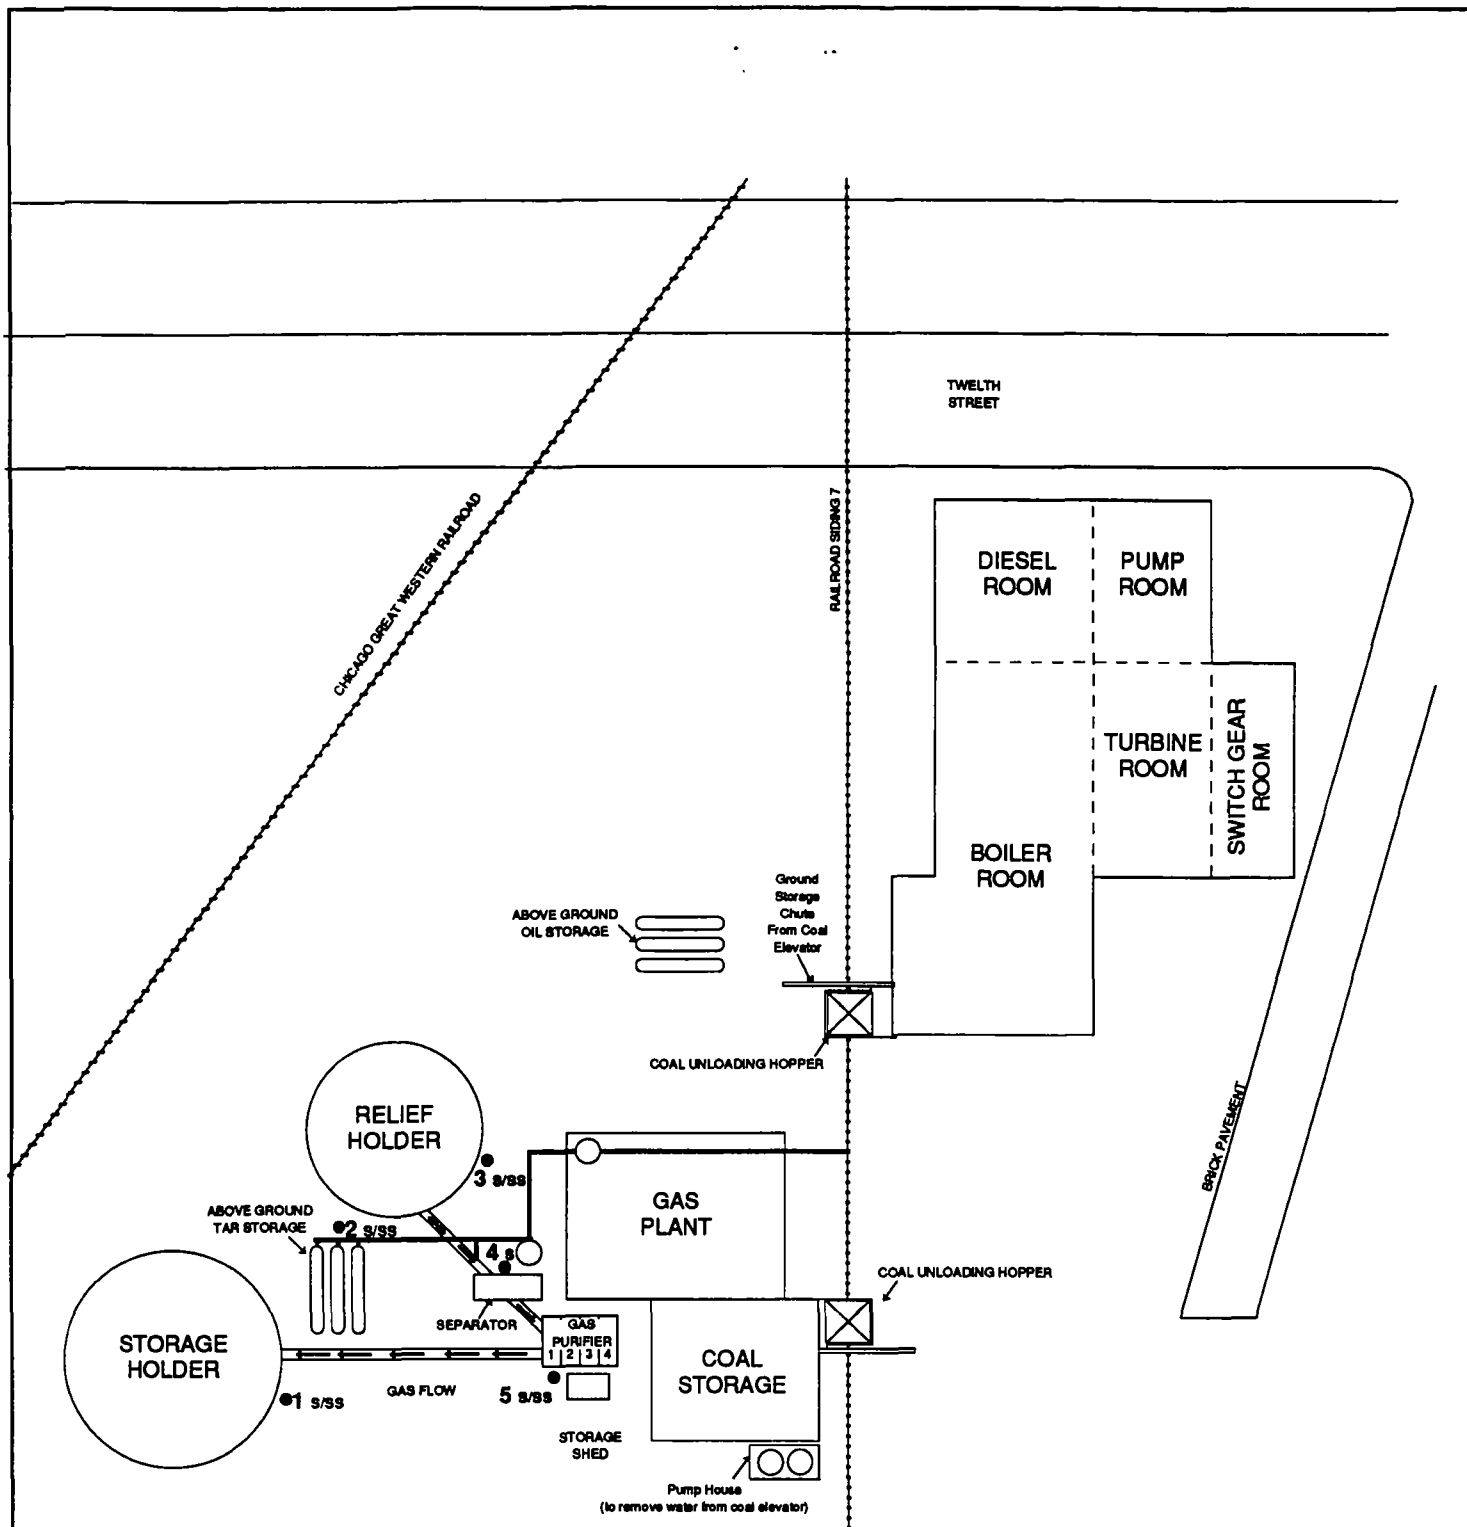 TWELTH
STREET
CHICAGO GREAT WESTERN RAILROAD
RAILROAD SIDING 7
DIESEL
ROOM
PUMP
ROOM
TURBINE
ROOM
SWITCH GEAR
ROOM
BOILER
ROOM
Ground
Storage
Chute
From Coal
Elevator
ABOVE GROUND
OIL STORAGE
COAL UNLOADING HOPPER
BRICK PAVEMENT
RELIEF
HOLDER
3 s/ss
GAS
PLANT
ABOVE GROUND
TAR STORAGE
2 s/ss
4 s
COAL UNLOADING HOPPER
SEPARATOR
GAS
PURIFIER
1 2 3 4
STORAGE
HOLDER
COAL
STORAGE
GAS FLOW
5 s/ss
1 s/ss
STORAGE
SHED
Pump House
(to remove water from coal elevator)